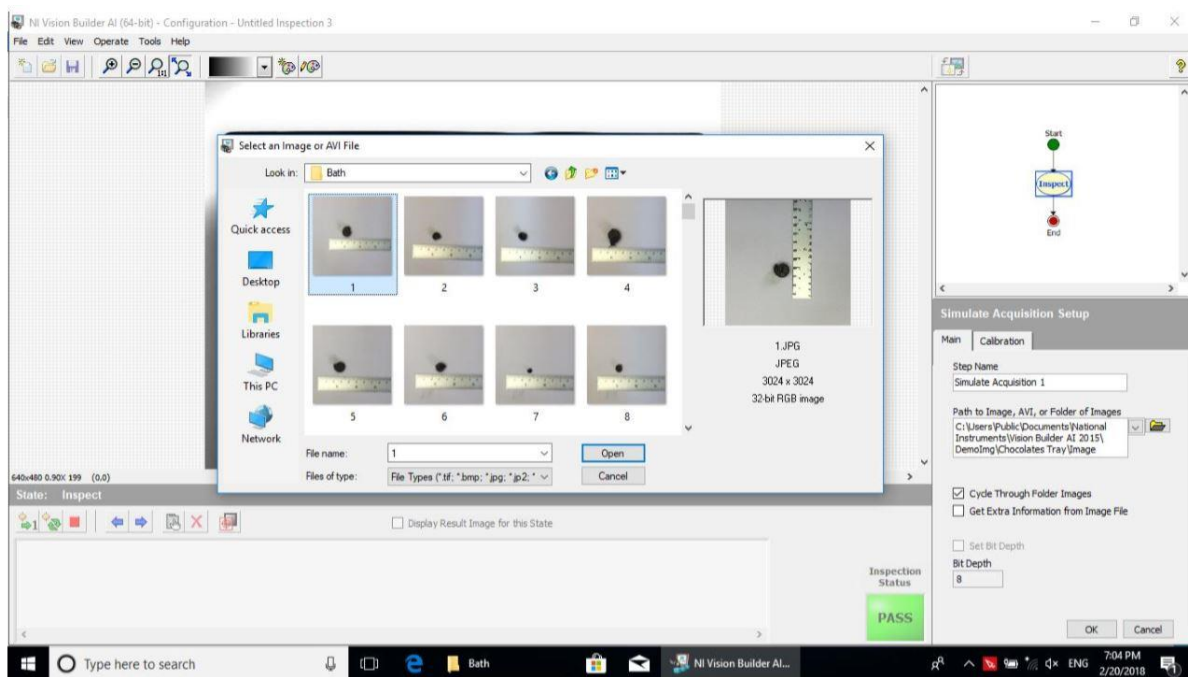 NI Vision Builder AI (64-bit) - Configuration - Untitled Inspection 3
File Edit View Operate Tools Help
1:1
?
Select an Image or AVI File
Look in: Bath
Quick access
Desktop
Libraries
This PC
Network
1 2 3 4
5 6 7 8
1.JPG
JPEG
3024 x 3024
32-bit RGB image
File name: 1 Open
Files of type: File Types (*.tif; *.bmp; *.jpg; *.jp2; * Cancel
640x480 0.90X 199 (0,0)
State: Inspect
1
Display Result Image for this State
Inspection
Status
PASS
Start
Inspect
End
Simulate Acquisition Setup
Main Calibration
Step Name
Simulate Acquisition 1
Path to Image, AVI, or Folder of Images
C:\Users\Public\Documents\National
Instruments\Vision Builder AI 2015\
DemoImg\Chocolates Tray\Image
Cycle Through Folder Images
Get Extra Information from Image File
Set Bit Depth
Bit Depth
8
OK Cancel
Type here to search
Bath
NI Vision Builder AI...
ENG
7:04 PM
2/20/2018
1